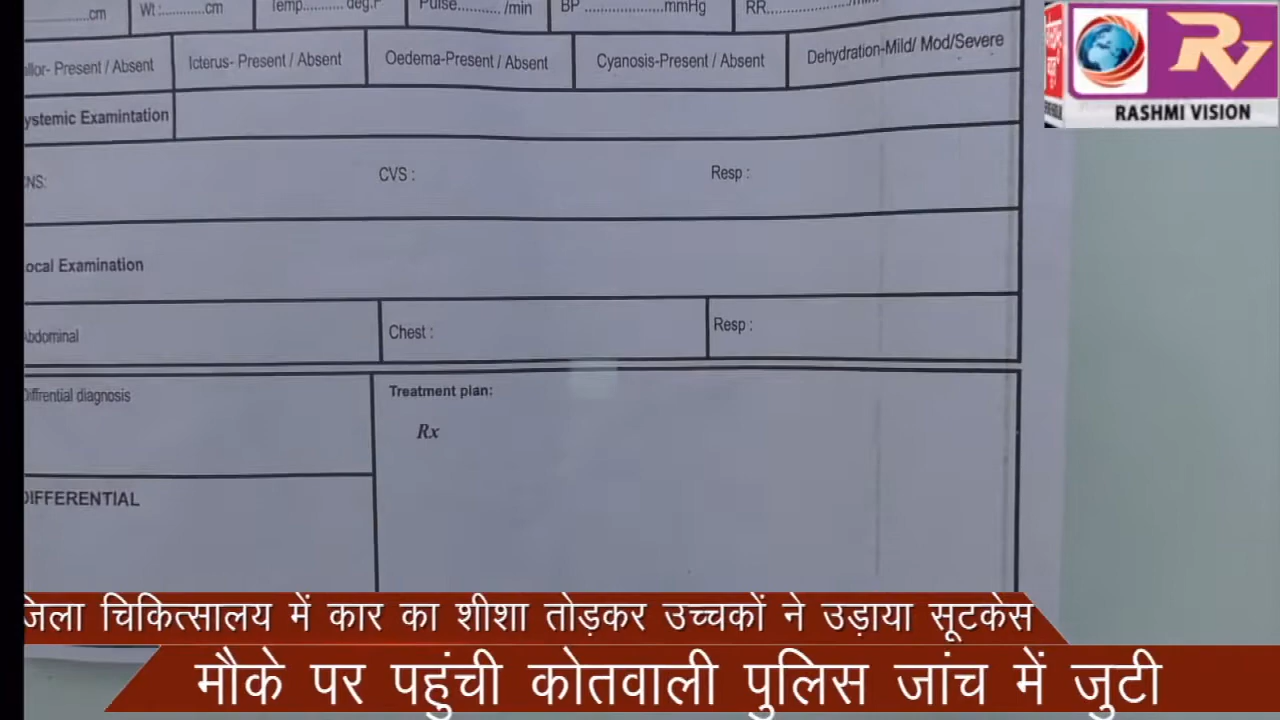 cm Wt :............cm Temp.......... deg.F Pulse.......... /min BP ....................mmHg RR
Present / Absent Icterus- Present / Absent Oedema-Present / Absent Cyanosis-Present / Absent Dehydration-Mild/ Mod/Severe
ystemic Examintation
NS: CVS : Resp :
ocal Examination
Abdominal Chest : Resp :
Diffrential diagnosis Treatment plan:
Rx
DIFFERENTIAL
RV
RASHMI VISION
जिला चिकित्सालय में कार का शीशा तोड़कर उच्चकों ने उड़ाया सूटकेस
मौके पर पहुंची कोतवाली पुलिस जांच में जुटी